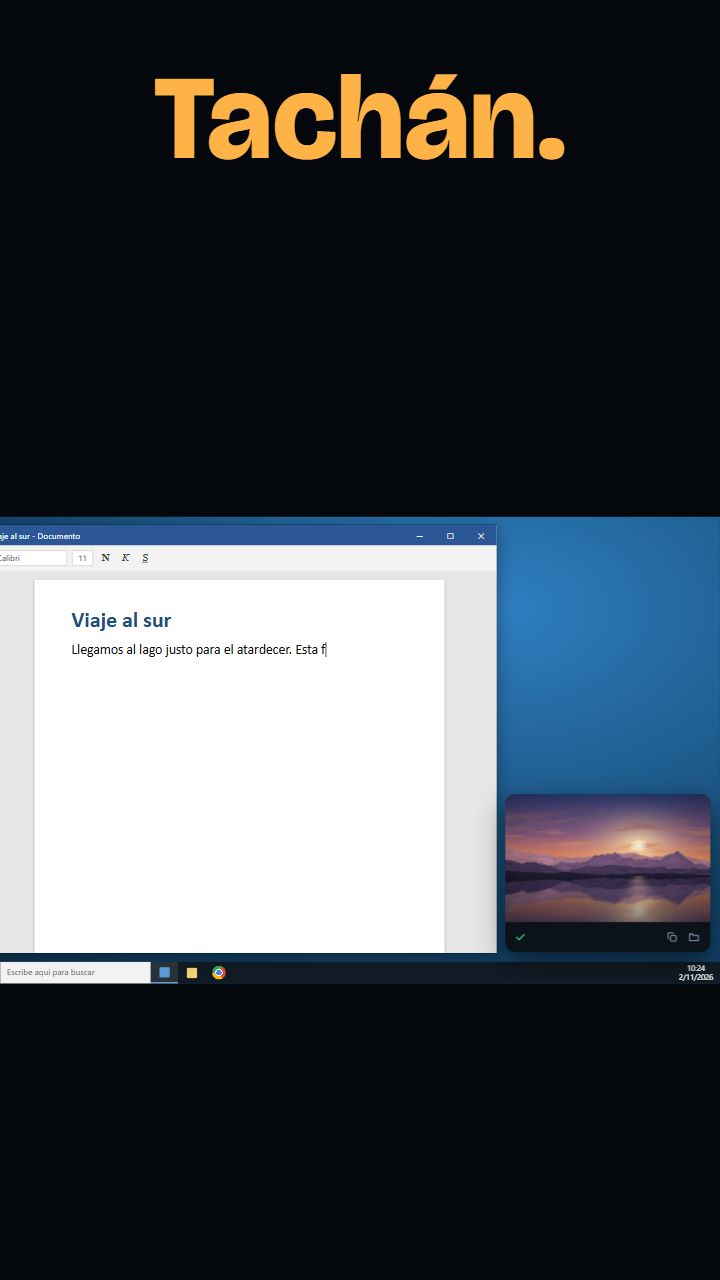 Tachán.
aje al sur - Documento
Calibri
11
N
K
S
Viaje al sur
Llegamos al lago justo para el atardecer. Esta f
Escribe aquí para buscar
10:24
2/11/2026